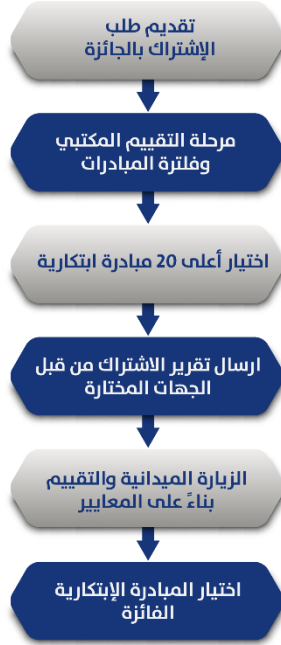 تقديم طلب
الإشتراك بالجائزة
مرحلة التقييم المكتبي
وفلترة المبادرات
اختيار أعلى 20 مبادرة ابتكارية
ارسال تقرير الاشتراك من قبل
الجهات المختارة
الزيارة الميدانية والتقييم
بناءً على المعايير
اختيار المبادرة الإبتكارية
الفائزة